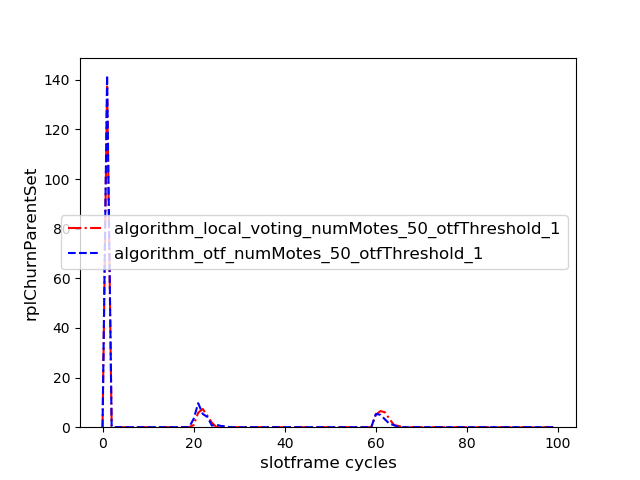 140
120
100
80
60
40
20
0
rplChurnParentSet
algorithm_local_voting_numMotes_50_otfThreshold_1
algorithm_otf_numMotes_50_otfThreshold_1
0 20 40 60 80 100
slotframe cycles